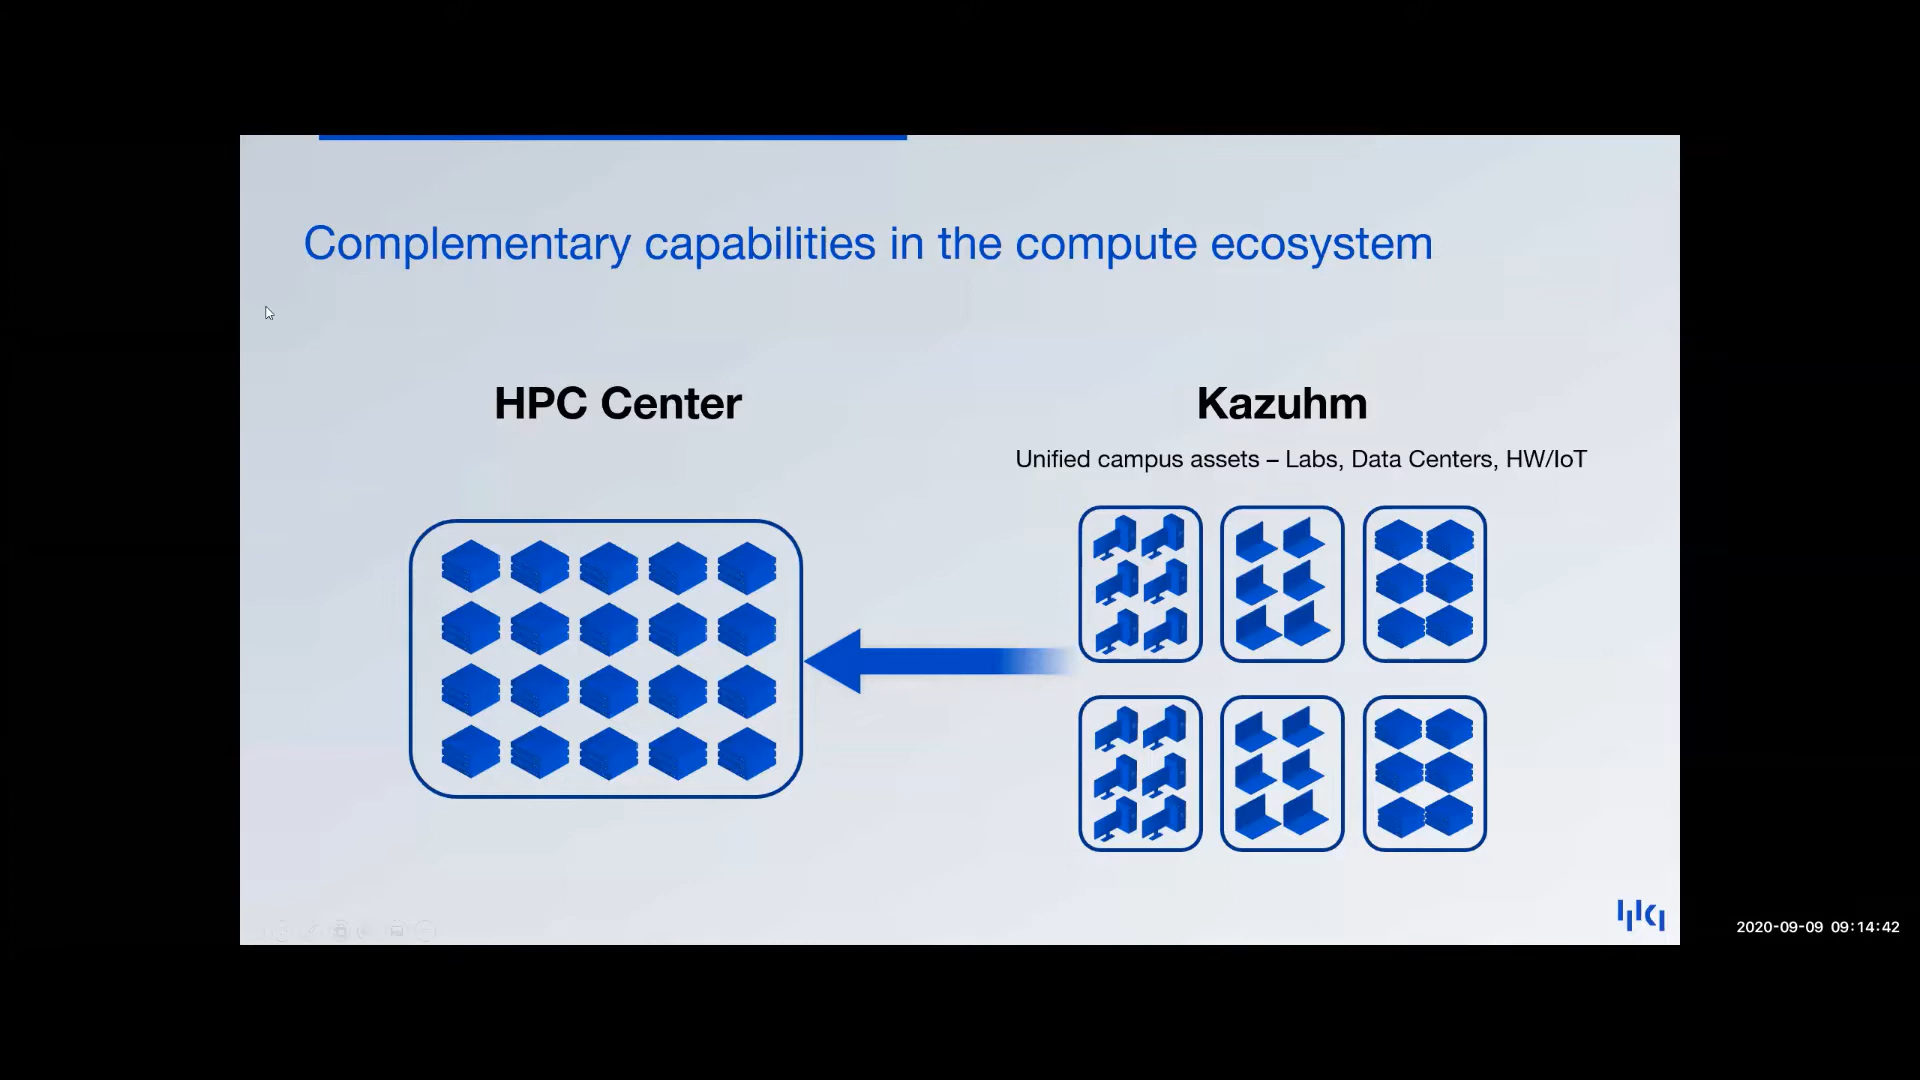 Complementary capabilities in the compute ecosystem
HPC Center
Kazuhm
Unified campus assets – Labs, Data Centers, HW/IoT
2020-09-09 09:14:42